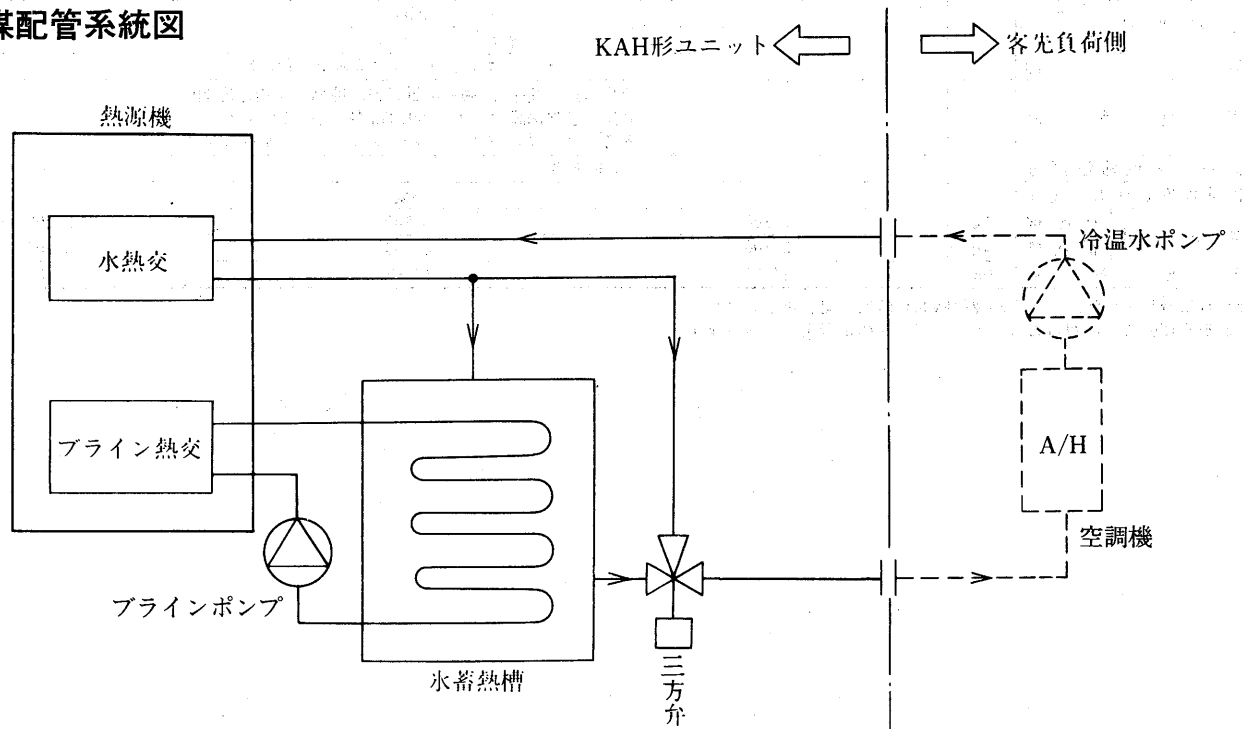 媒配管系統図
KAH形ユニット
客先負荷側
熱源機
水熱交
冷温水ポンプ
ブライン熱交
A/H
空調機
ブラインポンプ
氷蓄熱槽
三方弁